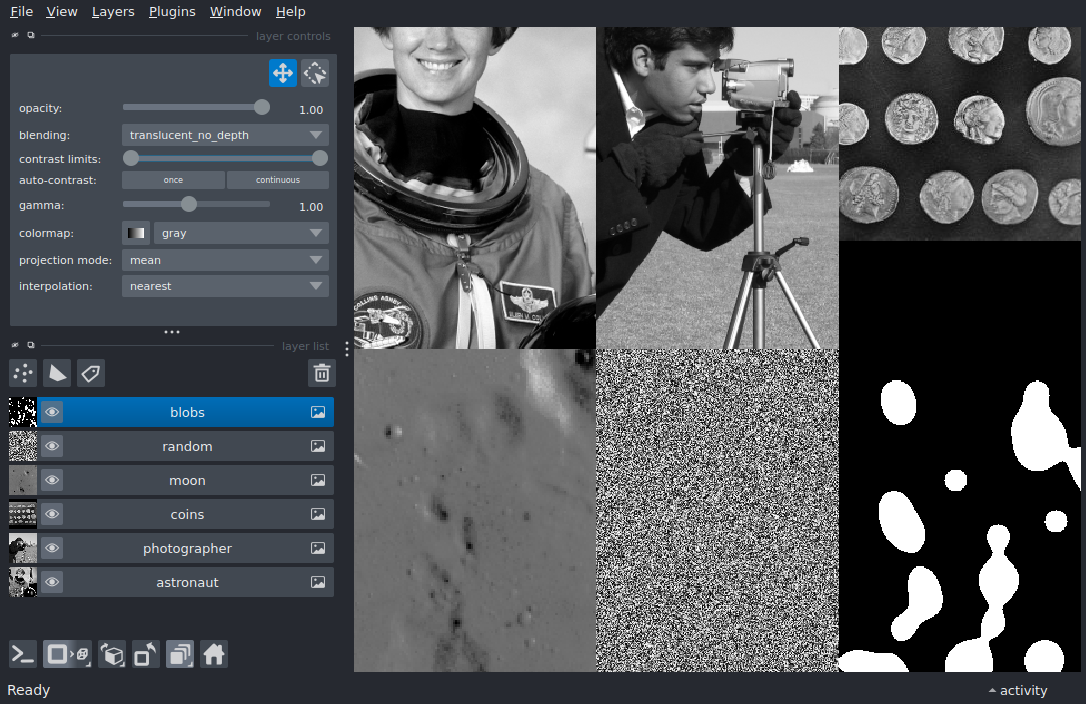 File View Layers Plugins Window Help
layer controls
opacity: 1.00
blending: translucent_no_depth
contrast limits:
auto-contrast: once continuous
gamma: 1.00
colormap: gray
projection mode: mean
interpolation: nearest
layer list
blobs
random
moon
coins
photographer
astronaut
Ready
activity